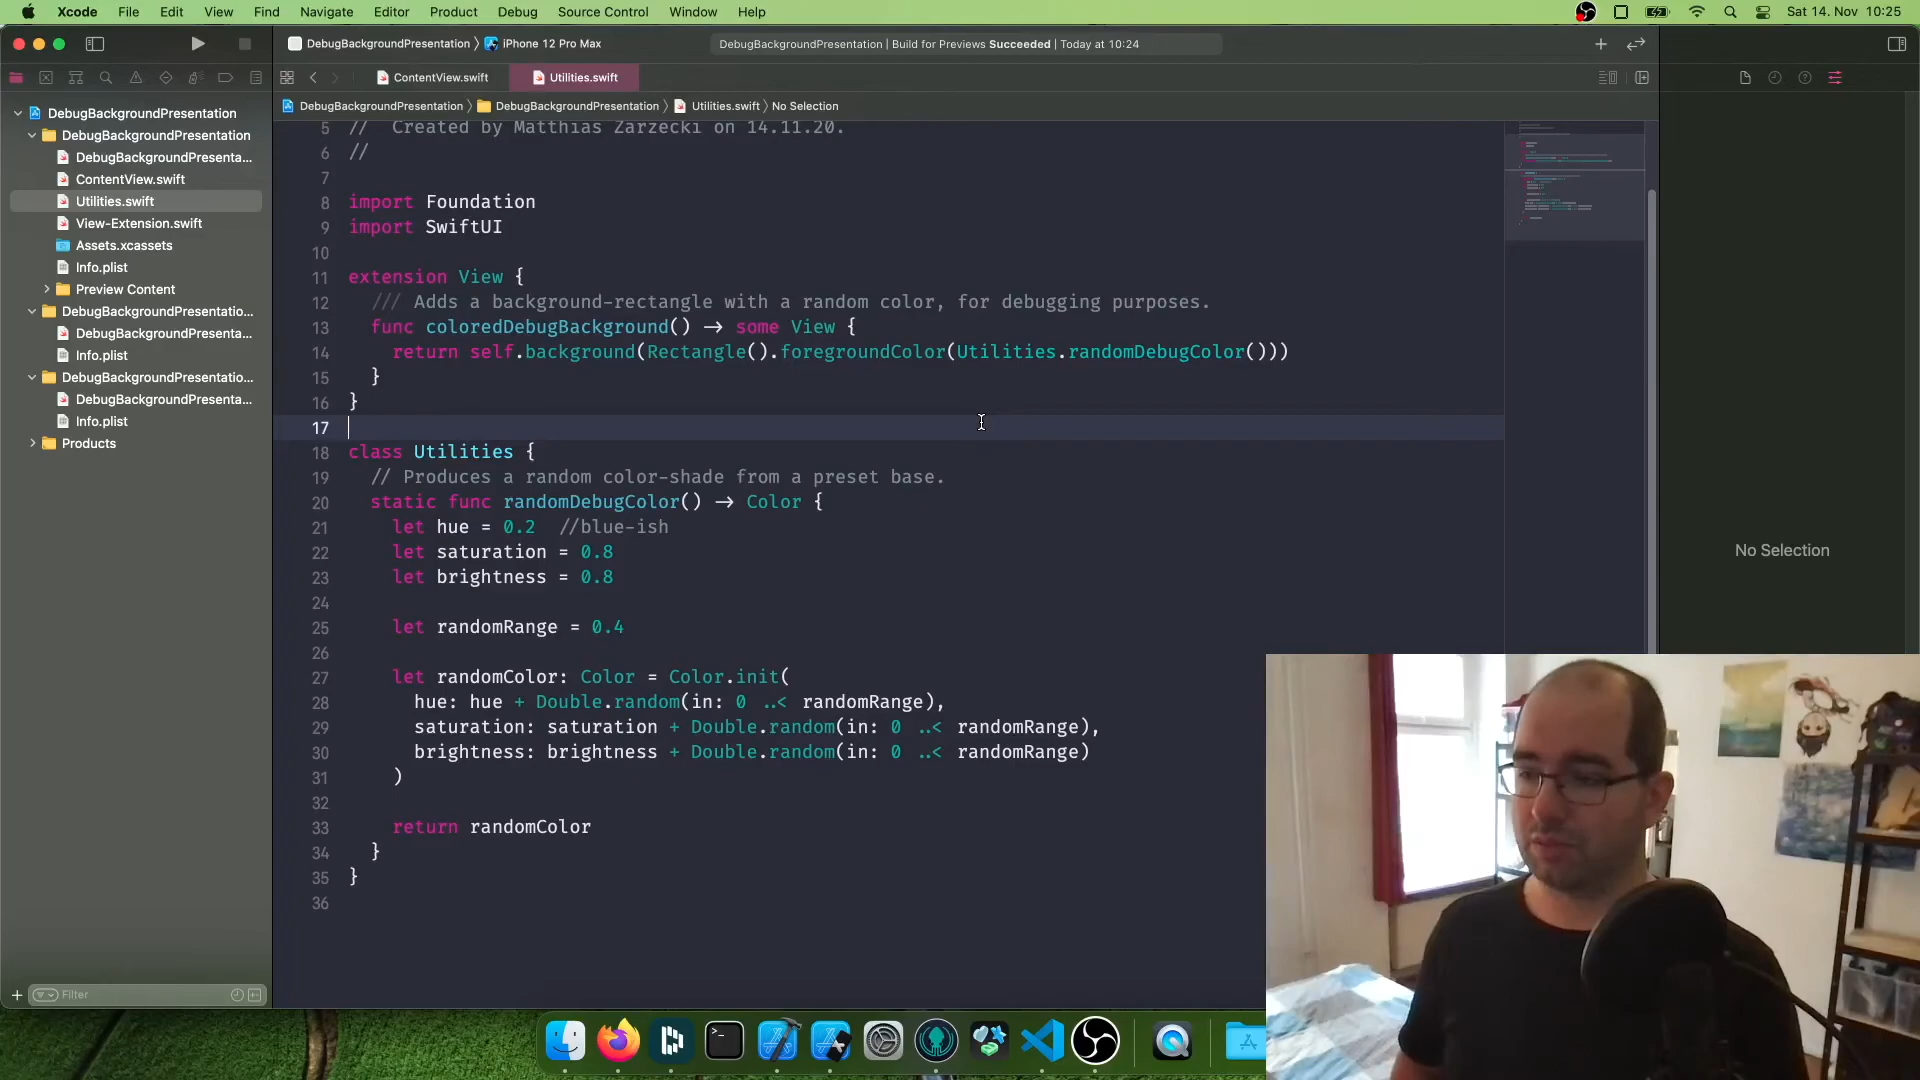 Xcode File Edit View Find Navigate Editor Product Debug Source Control Window Help
Sat 14. Nov 10:25
DebugBackgroundPresentation 〉 iPhone 12 Pro Max
DebugBackgroundPresentation | Build for Previews Succeeded | Today at 10:24
ContentView.swift
Utilities.swift
DebugBackgroundPresentation 〉 DebugBackgroundPresentation 〉 Utilities.swift 〉 No Selection
DebugBackgroundPresentation
DebugBackgroundPresentation
DebugBackgroundPresenta...
ContentView.swift
Utilities.swift
View-Extension.swift
Assets.xcassets
Info.plist
Preview Content
DebugBackgroundPresentatio...
DebugBackgroundPresenta...
Info.plist
DebugBackgroundPresentatio...
DebugBackgroundPresenta...
Info.plist
Products
Filter
5 //  Created by Matthias Zarzecki on 14.11.20.
6 //
7
8 import Foundation
9 import SwiftUI
10
11 extension View {
12   /// Adds a background-rectangle with a random color, for debugging purposes.
13   func coloredDebugBackground() -> some View {
14     return self.background(Rectangle().foregroundColor(Utilities.randomDebugColor()))
15   }
16 }
17
18 class Utilities {
19   // Produces a random color-shade from a preset base.
20   static func randomDebugColor() -> Color {
21     let hue = 0.2  //blue-ish
22     let saturation = 0.8
23     let brightness = 0.8
24
25     let randomRange = 0.4
26
27     let randomColor: Color = Color.init(
28       hue: hue + Double.random(in: 0 ..< randomRange),
29       saturation: saturation + Double.random(in: 0 ..< randomRange),
30       brightness: brightness + Double.random(in: 0 ..< randomRange)
31     )
32
33     return randomColor
34   }
35 }
36
No Selection